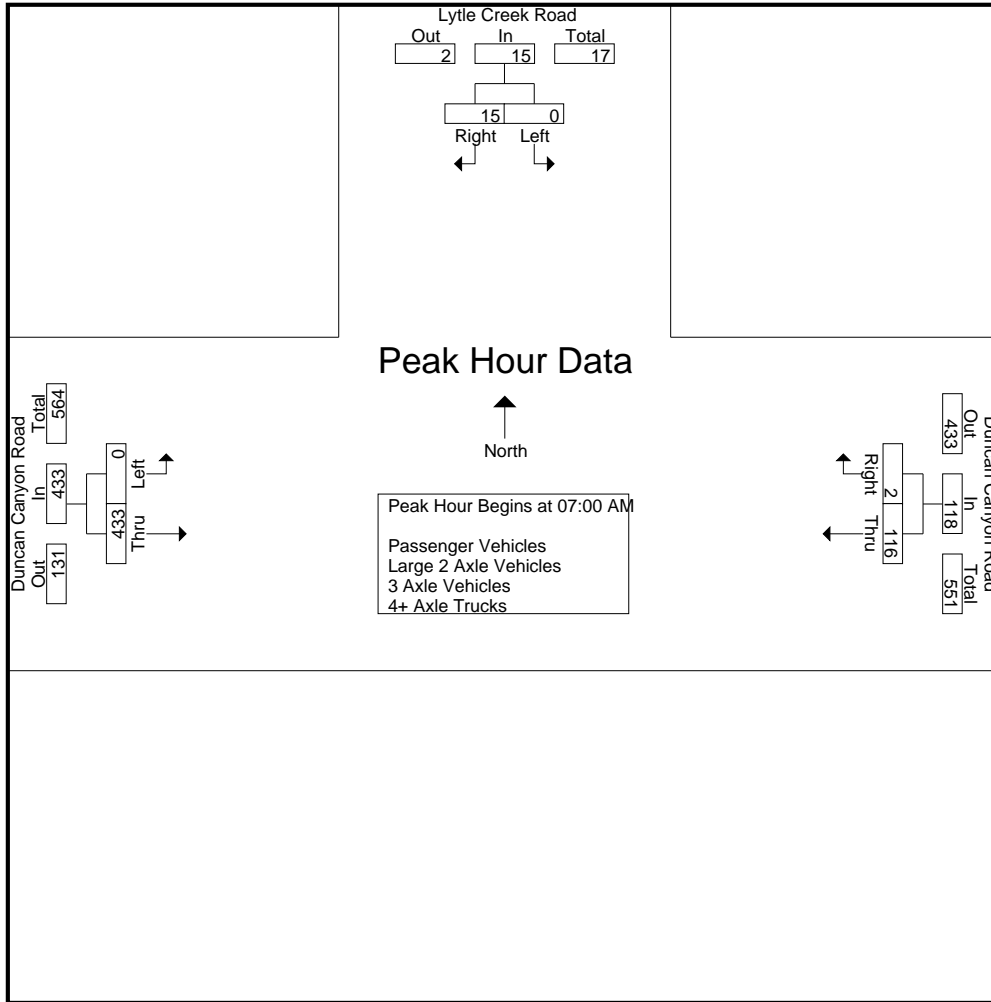 Lytle Creek Road
Out In Total
2 15 17
15 0
Right Left
Peak Hour Data
North
Peak Hour Begins at 07:00 AM
Passenger Vehicles
Large 2 Axle Vehicles
3 Axle Vehicles
4+ Axle Trucks
Duncan Canyon Road
Out In Total
131 433 564
433 0
Thru Left
Duncan Canyon Road
Out In Total
433 118 551
2 116
Right Thru